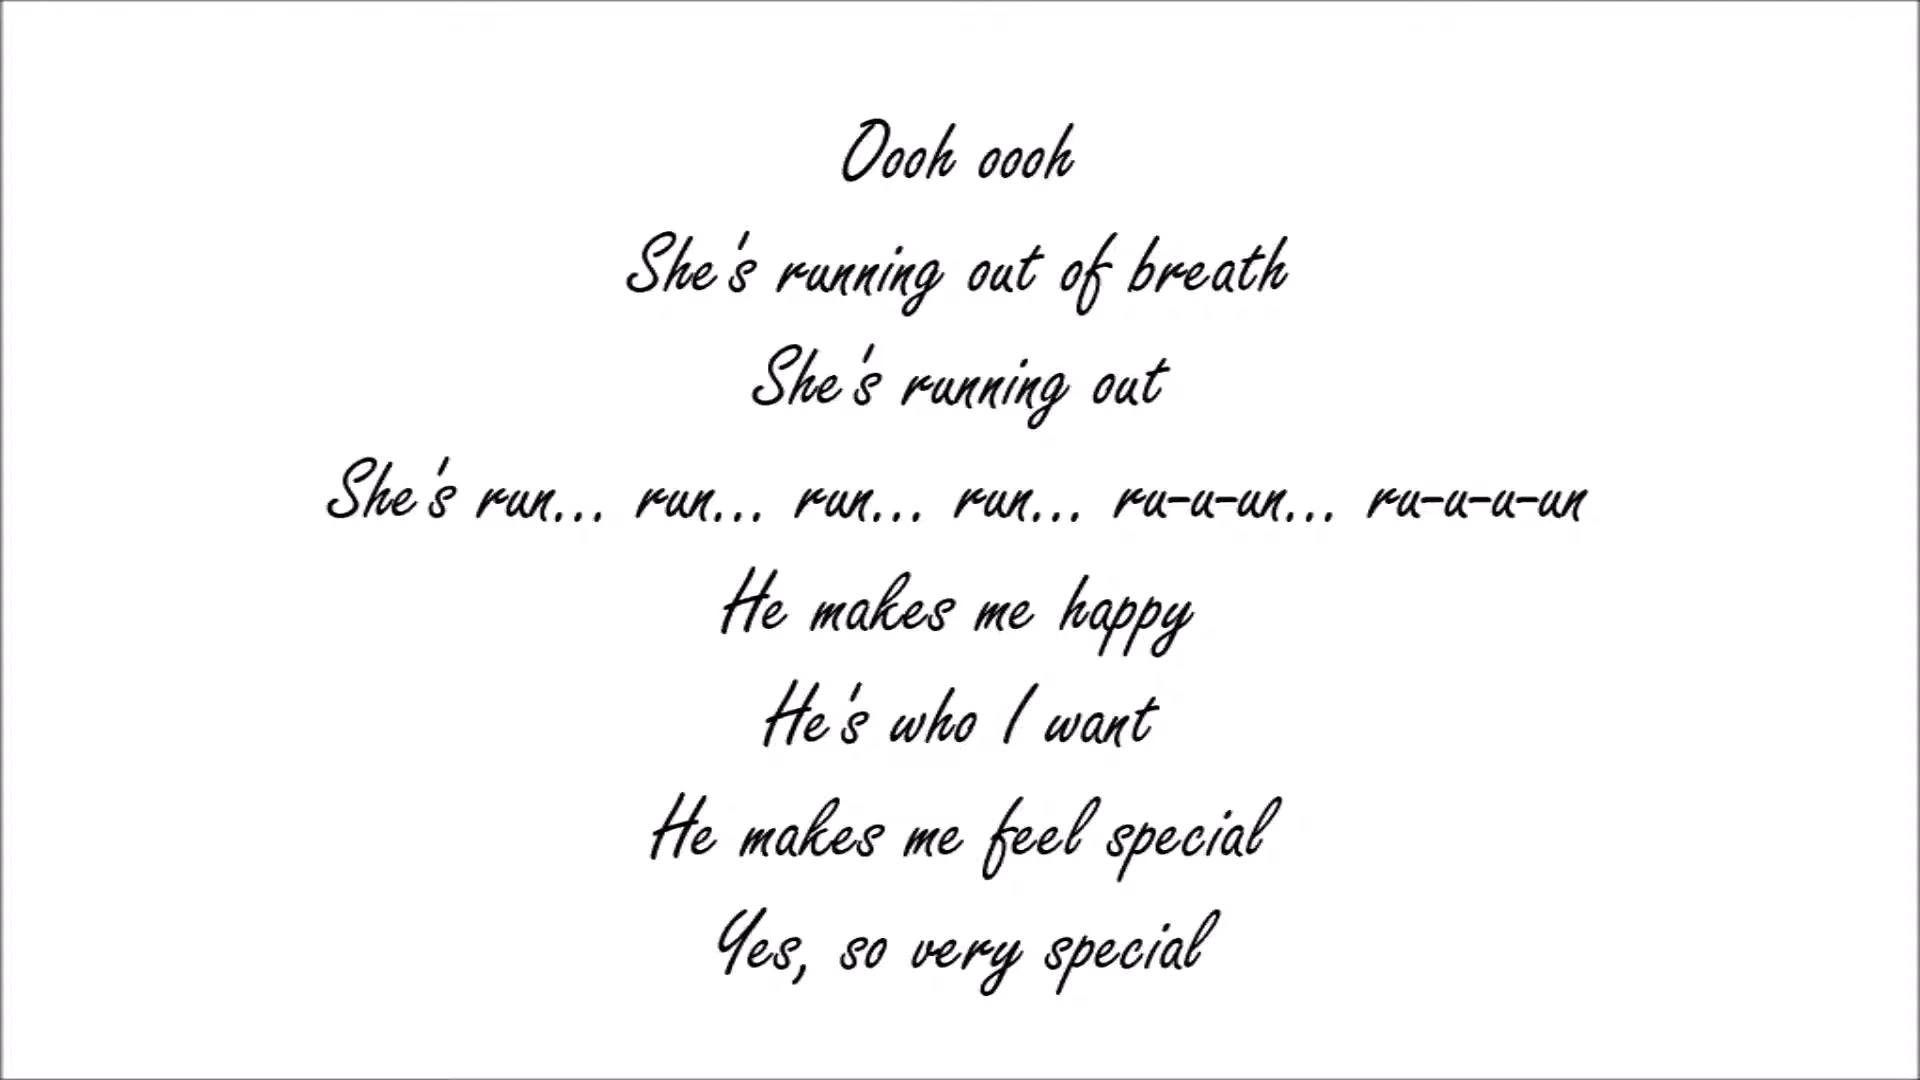 Oooh oooh
She's running out of breath
She's running out
She's run... run... run... run... ru-u-un... ru-u-u-un
He makes me happy
He's who I want
He makes me feel special
Yes, so very special